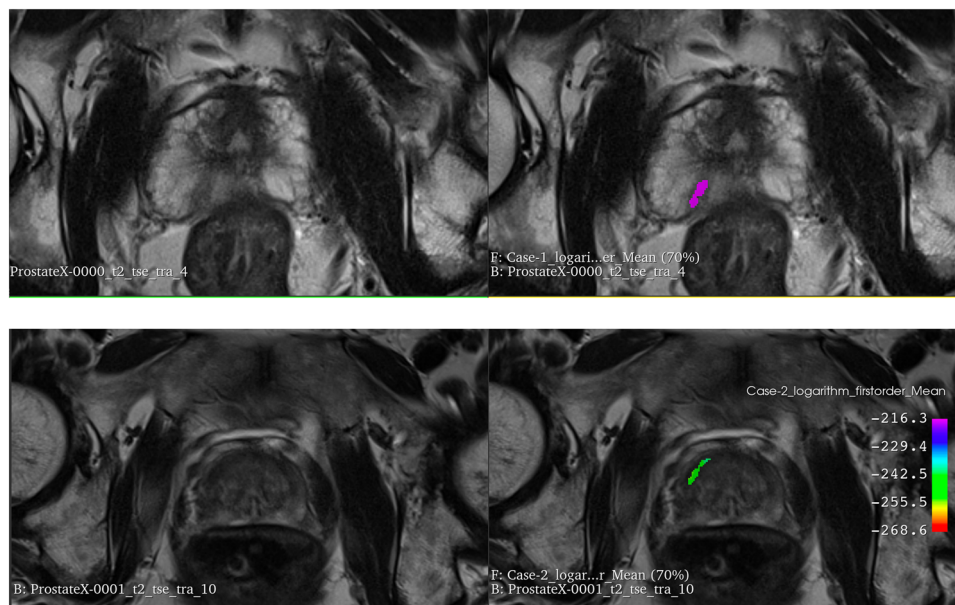 ProstateX-0000_t2_tse_tra_4
F: Case-1_logari...er_Mean (70%)
B: ProstateX-0000_t2_tse_tra_4
Case-2_logarithm_firstorder_Mean
-216.3
-229.4
-242.5
-255.5
-268.6
B: ProstateX-0001_t2_tse_tra_10
F: Case-2_logar...r_Mean (70%)
B: ProstateX-0001_t2_tse_tra_10